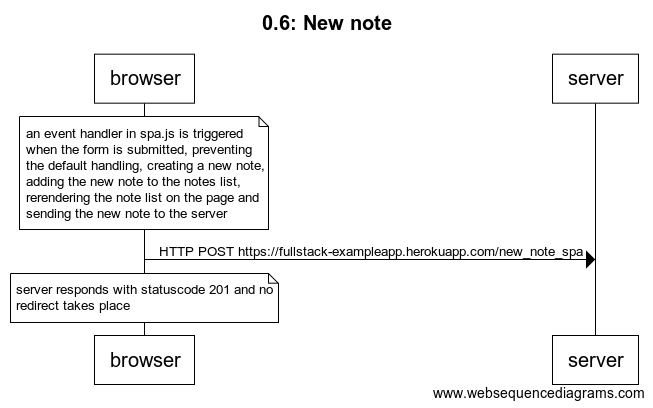 0.6: New note
browser
server
an event handler in spa.js is triggered
when the form is submitted, preventing
the default handling, creating a new note,
adding the new note to the notes list,
rerendering the note list on the page and
sending the new note to the server
HTTP POST https://fullstack-exampleapp.herokuapp.com/new_note_spa
server responds with statuscode 201 and no
redirect takes place
browser
server
www.websequencediagrams.com